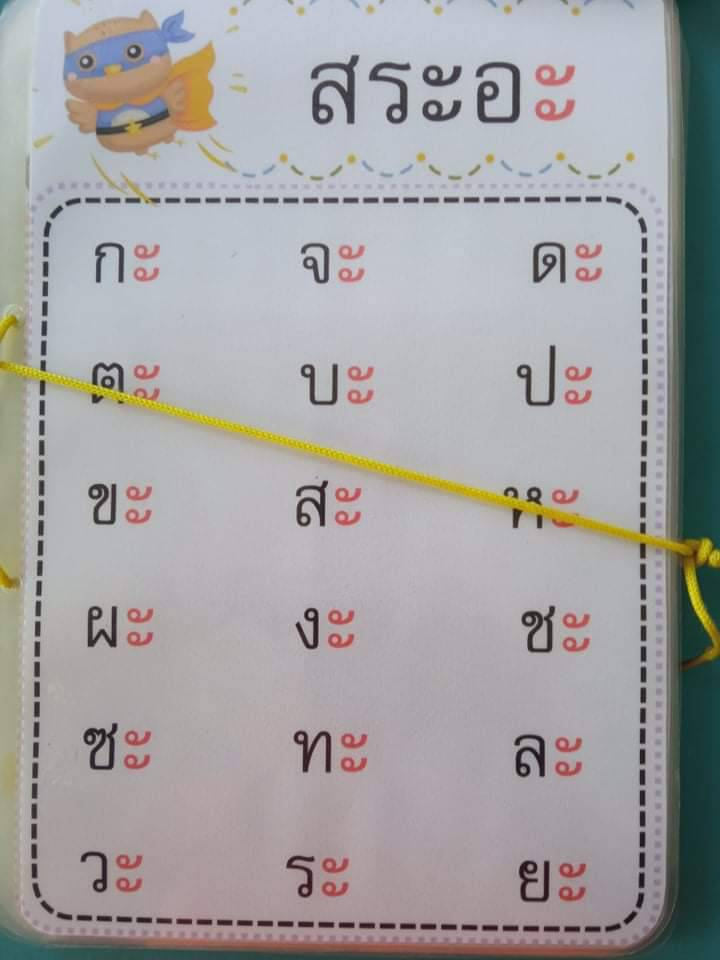 สระอะ
กะ จะ ดะ
ตะ บะ ปะ
ขะ สะ หะ
ผะ งะ ชะ
ซะ ทะ ละ
วะ ระ ยะ